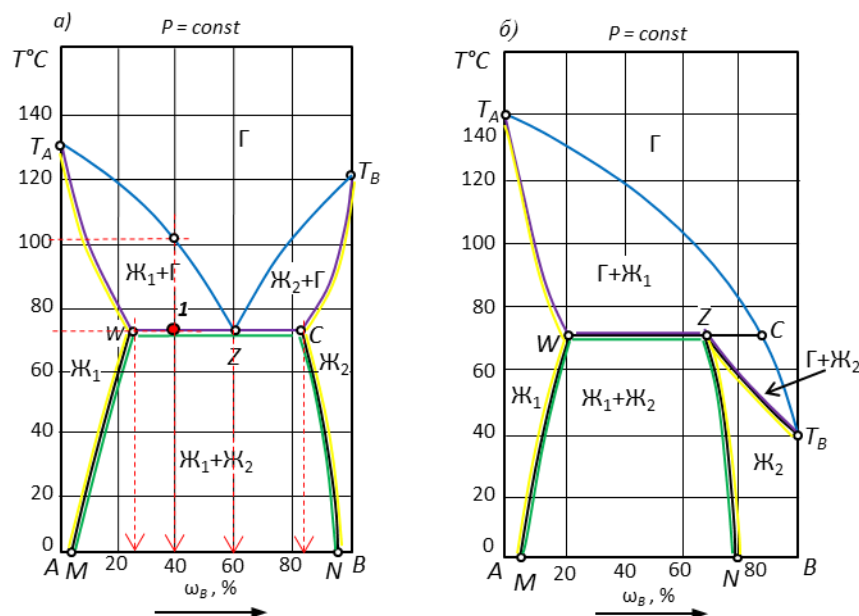 а)
P = const
T°C
140
T_A
120
100
80
60
40
20
0
Г
T_B
Ж₁+Г
Ж₂+Г
1
W
Z
C
Ж₁
Ж₂
Ж₁+Ж₂
A
M
20
40
60
80
N
B
ω_B , %
б)
P = const
T°C
T_A
140
120
100
80
60
40
20
0
Г
Г+Ж₁
Z
C
W
Г+Ж₂
Ж₁
Ж₁+Ж₂
T_B
Ж₂
A
M
20
40
60
80
N
B
ω_B , %